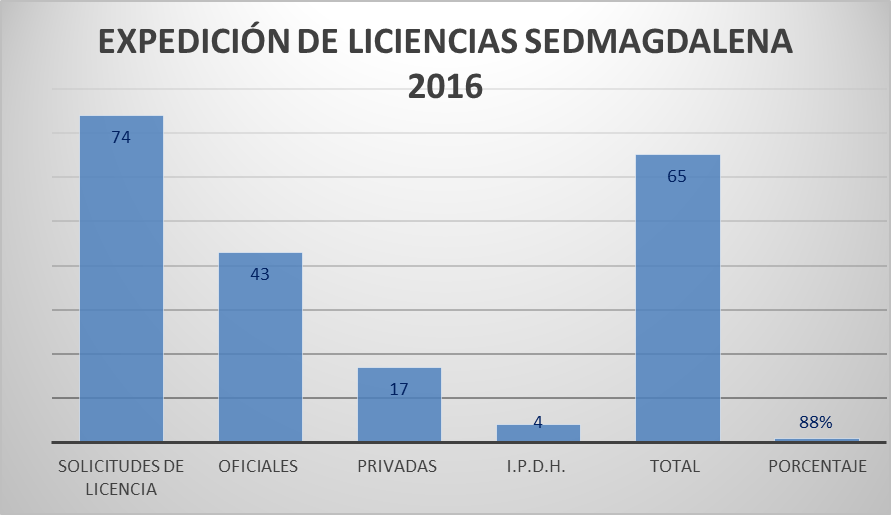 EXPEDICIÓN DE LICIENCIAS SEDMAGDALENA
2016
74
43
17
4
65
88%
SOLICITUDES DE
LICENCIA
OFICIALES
PRIVADAS
I.P.D.H.
TOTAL
PORCENTAJE